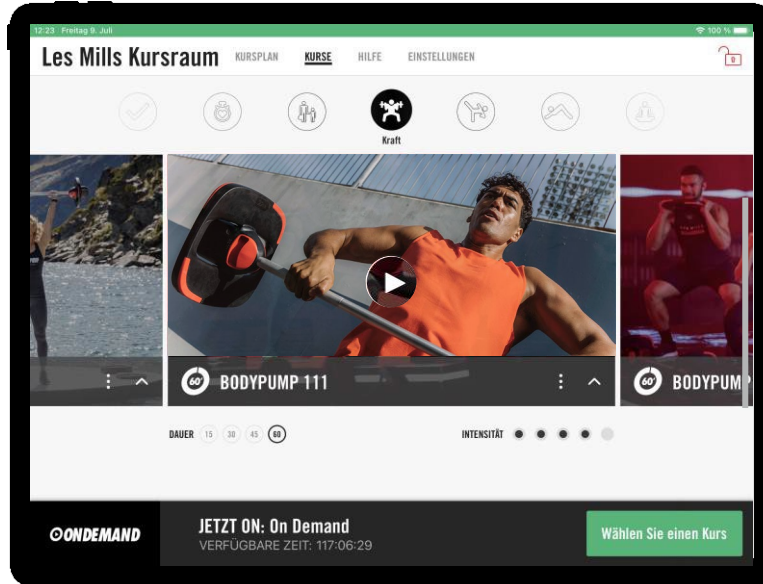 12:23 Freitag 9. Juli 100 %
Les Mills Kursraum KURSPLAN KURSE HILFE EINSTELLUNGEN 0
Kraft
60' BODYPUMP 111 60' BODYPUMP
DAUER 15 30 45 60 INTENSITÄT
ONDEMAND JETZT ON: On Demand Wählen Sie einen Kurs
VERFÜGBARE ZEIT: 117:06:29